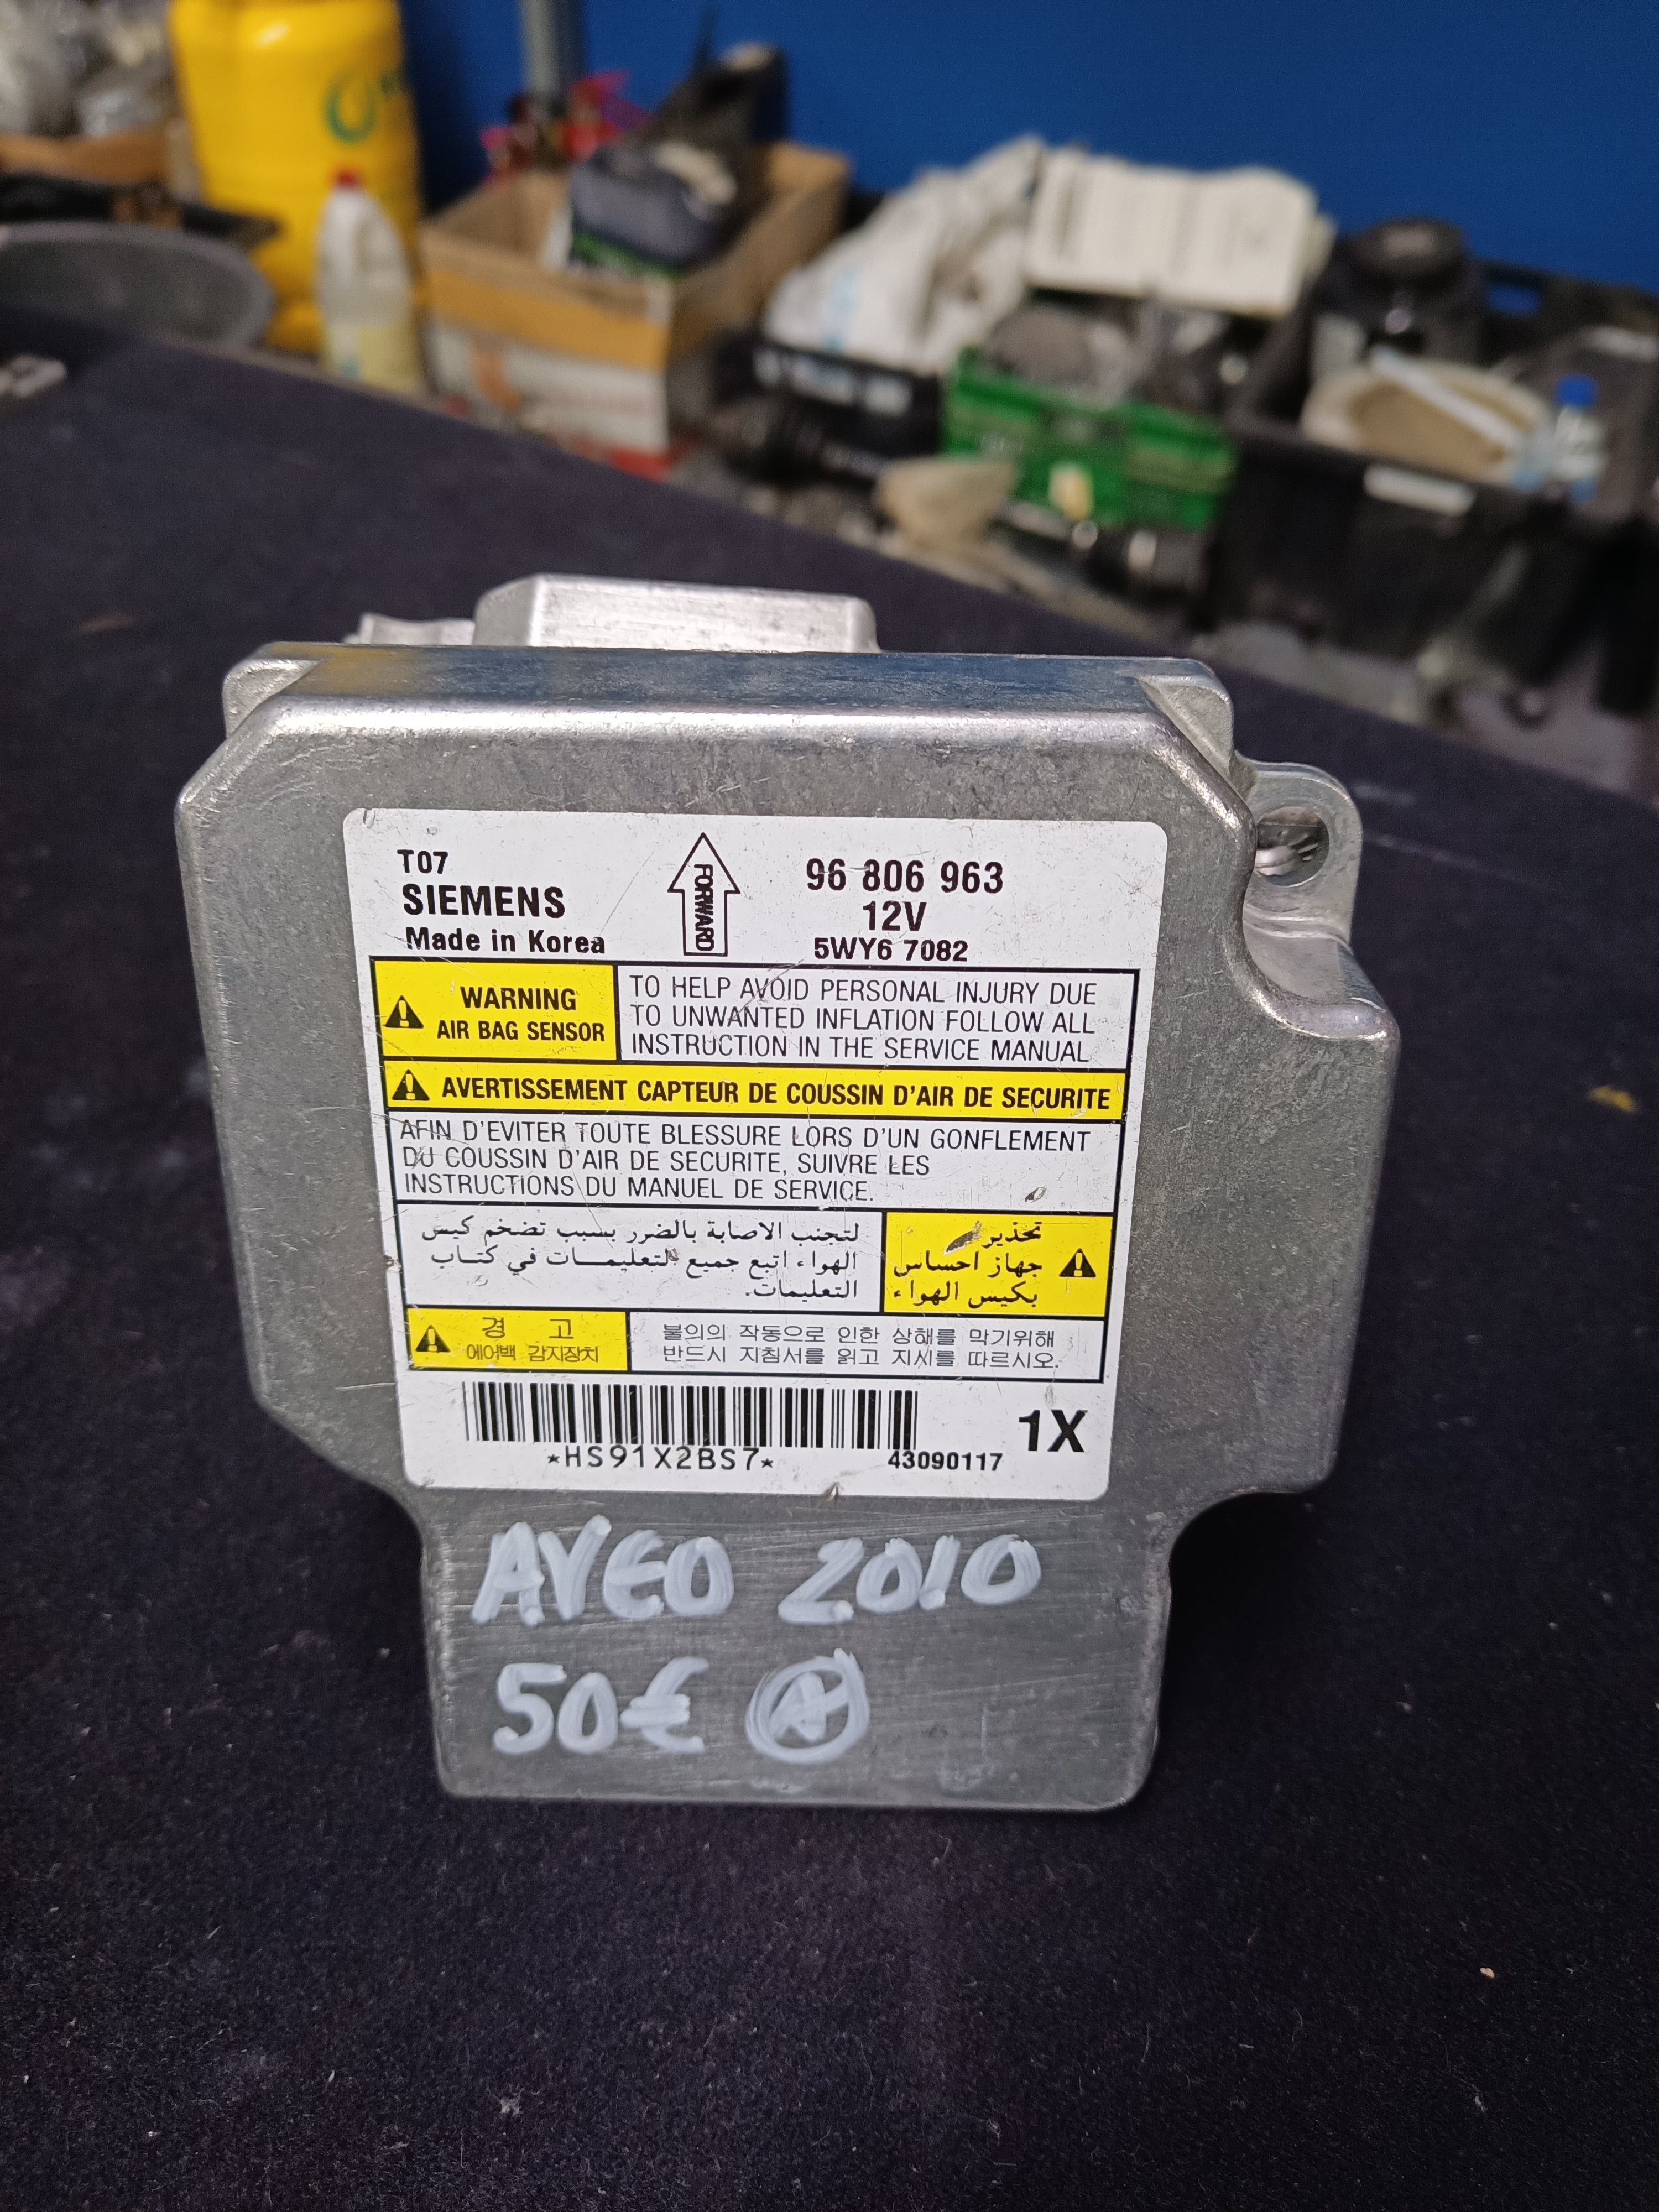 T07
SIEMENS
Made in Korea
FORWARD
96 806 963
12V
5WY6 7082
WARNING
AIR BAG SENSOR
TO HELP AVOID PERSONAL INJURY DUE
TO UNWANTED INFLATION FOLLOW ALL
INSTRUCTION IN THE SERVICE MANUAL
AVERTISSEMENT CAPTEUR DE COUSSIN D'AIR DE SECURITE
AFIN D'EVITER TOUTE BLESSURE LORS D'UN GONFLEMENT
DU COUSSIN D'AIR DE SECURITE, SUIVRE LES
INSTRUCTIONS DU MANUEL DE SERVICE.
تحذير
جهاز احساس
بكيس الهواء
لتجنب الاصابة بالضرر بسبب تضخم كيس
الهواء اتبع جميع التعليمـــات في كتـاب
التعليمات.
경 고
에어백 감지장치
불의의 작동으로 인한 상해를 막기위해
반드시 지침서를 읽고 지시를 따르시오.
*HS91X2BS7*
43090117
1X
AVEO 2010
50€ A